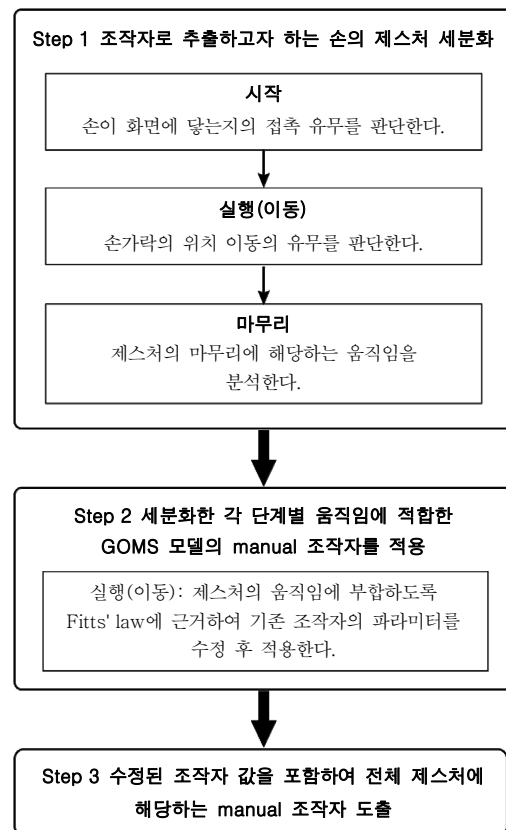 Step 1 조작자로 추출하고자 하는 손의 제스처 세분화
시작
손이 화면에 닿는지의 접촉 유무를 판단한다.
실행(이동)
손가락의 위치 이동의 유무를 판단한다.
마무리
제스처의 마무리에 해당하는 움직임을
분석한다.
Step 2 세분화한 각 단계별 움직임에 적합한
GOMS 모델의 manual 조작자를 적용
실행(이동): 제스처의 움직임에 부합하도록
Fitts' law에 근거하여 기존 조작자의 파라미터를
수정 후 적용한다.
Step 3 수정된 조작자 값을 포함하여 전체 제스처에
해당하는 manual 조작자 도출